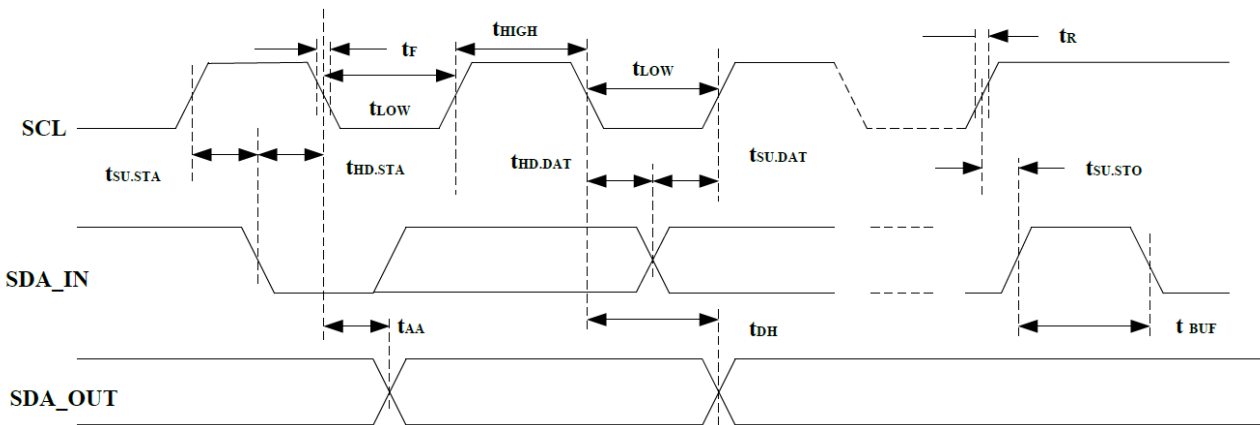 tHIGH
tF
tR
tLOW
tLOW
SCL
tSU.STA
tHD.STA
tHD.DAT
tSU.DAT
tSU.STO
SDA_IN
tAA
tDH
t BUF
SDA_OUT